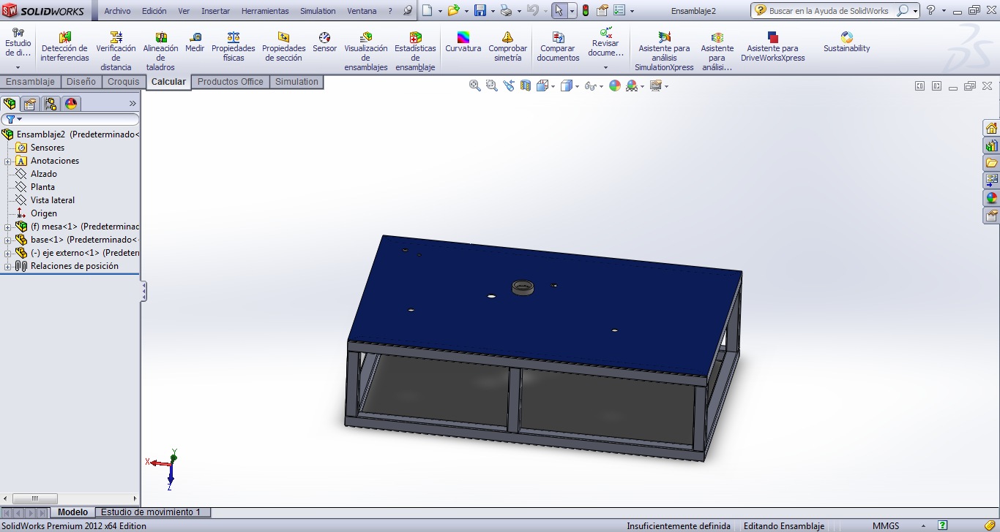 SW SOLIDWORKS Archivo Edición Ver Insertar Herramientas Simulation Ventana ? Ensamblaje2 Buscar en la Ayuda de SolidWorks ?
Estudio
de di...
Detección de
interferencias
Verificación
de
distancia
Alineación
de
taladros
Medir
Propiedades
físicas
Propiedades
de sección
Sensor
Visualización
de
ensamblajes
Estadísticas
de
ensamblaje
Curvatura
Comprobar
simetría
Comparar
documentos
Revisar
docume...
Asistente para
análisis
SimulationXpress
Asistente
para
análisi...
Asistente para
DriveWorksXpress
Sustainability
Ensamblaje Diseño Croquis Calcular Productos Office Simulation
»
Ensamblaje2 (Predeterminado<
Sensores
A Anotaciones
Alzado
Planta
Vista lateral
Origen
(f) mesa<1> (Predeterminad
base<1> (Predeterminado<
(-) eje externo<1> (Predeter
Relaciones de posición
X Y Z
Modelo Estudio de movimiento 1
SolidWorks Premium 2012 x64 Edition Insuficientemente definida Editando Ensamblaje MMGS ?